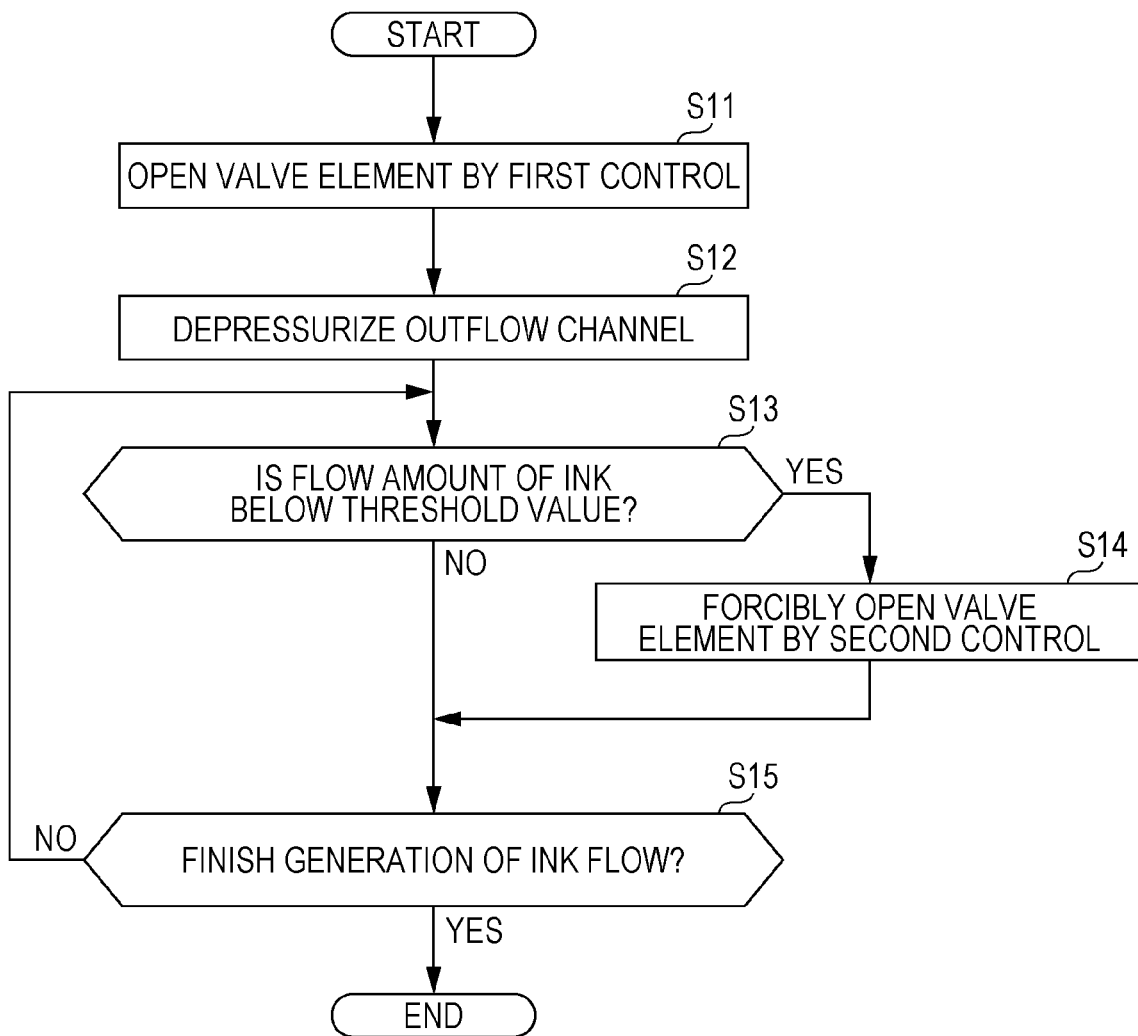 START
S11
OPEN VALVE ELEMENT BY FIRST CONTROL
S12
DEPRESSURIZE OUTFLOW CHANNEL
S13
IS FLOW AMOUNT OF INK
BELOW THRESHOLD VALUE?
YES
NO
S14
FORCIBLY OPEN VALVE
ELEMENT BY SECOND CONTROL
S15
NO
FINISH GENERATION OF INK FLOW?
YES
END